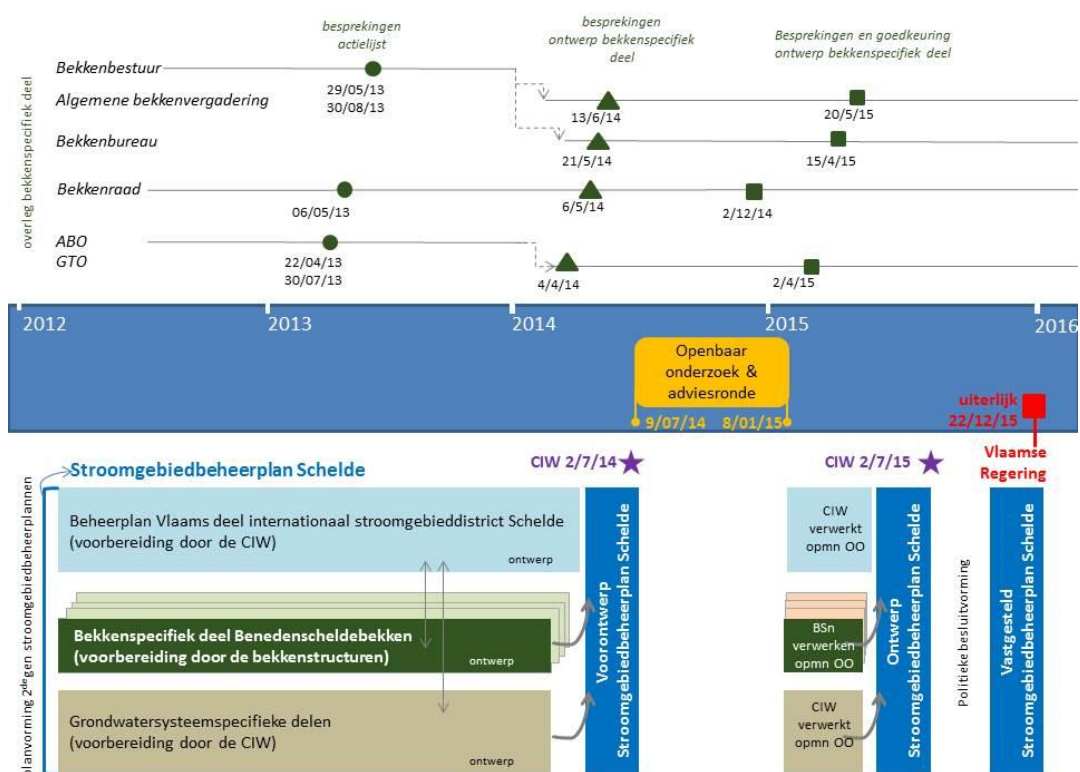 besprekingen
actielijst
besprekingen
ontwerp bekkenspecifiek
deel
Besprekingen en goedkeuring
ontwerp bekkenspecifiek deel
overleg bekkenspecifiek deel
Bekkenbestuur
29/05/13
30/08/13
Algemene bekkenvergadering
13/6/14
20/5/15
Bekkenbureau
21/5/14
15/4/15
Bekkenraad
06/05/13
6/5/14
2/12/14
ABO
GTO
22/04/13
30/07/13
4/4/14
2/4/15
2012
2013
2014
2015
2016
Openbaar
onderzoek &
adviesronde
9/07/14
8/01/15
uiterlijk
22/12/15
Vlaamse
Regering
CIW 2/7/14
CIW 2/7/15
planvorming 2de gen stroomgebiedbeheerplannen
Stroomgebiedbeheerplan Schelde
Beheerplan Vlaams deel internationaal stroomgebieddistrict Schelde
(voorbereiding door de CIW)
ontwerp
Bekkenspecifiek deel Benedenscheldebekken
(voorbereiding door de bekkenstructuren)
ontwerp
Grondwatersysteemspecifieke delen
(voorbereiding door de CIW)
ontwerp
Voorontwerp
Stroomgebiedbeheerplan Schelde
CIW
verwerkt
opmn OO
BSn
verwerken
opmn OO
CIW
verwerkt
opmn OO
Ontwerp
Stroomgebiedbeheerplan Schelde
Politieke besluitvorming
Vastgesteld
Stroomgebiedbeheerplan Schelde